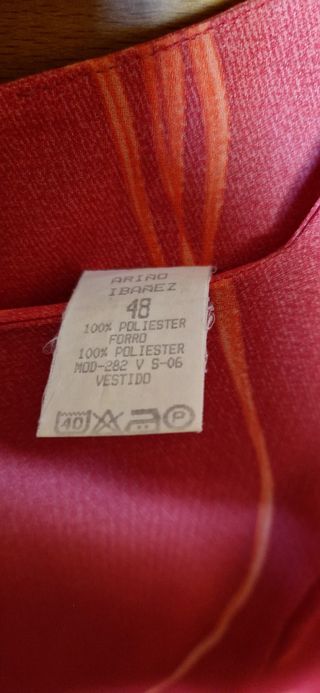 ARIÑO
IBAÑEZ
48
100% POLIESTER
FORRO
100% POLIESTER
MOD-282 V S-06
VESTIDO
40 P